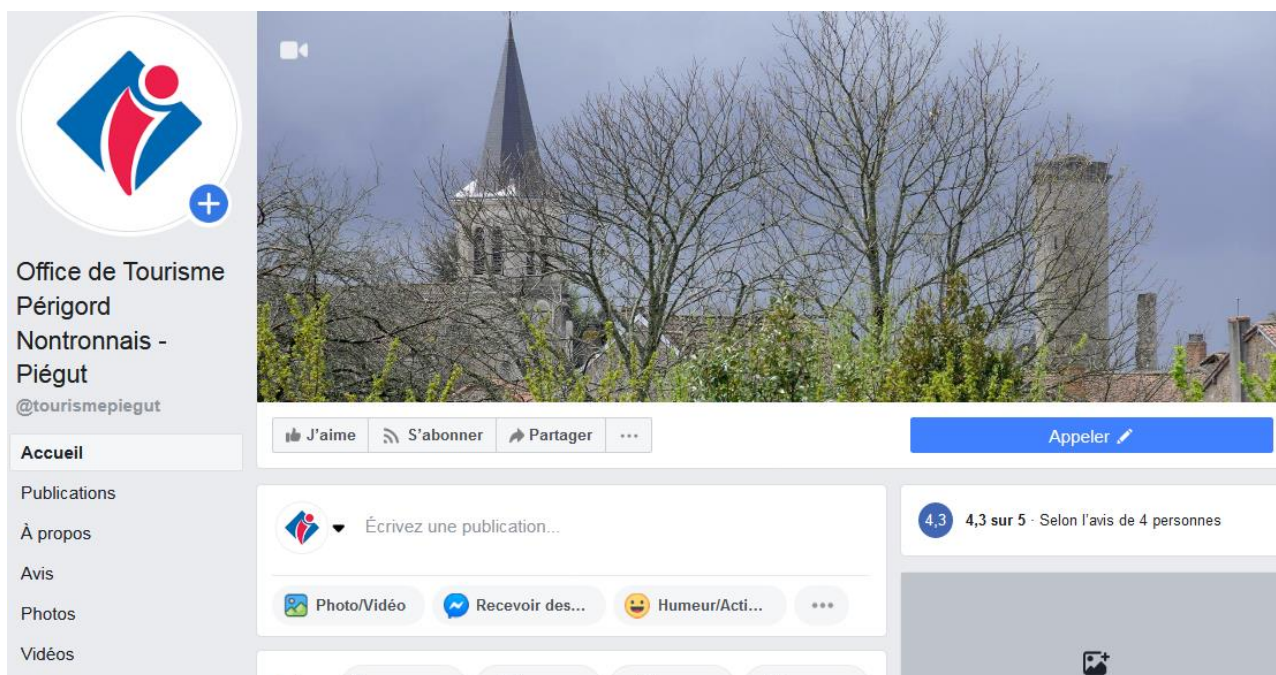 Office de Tourisme
Périgord
Nontronnais -
Piégut
@tourismepiegut
Accueil
Publications
À propos
Avis
Photos
Vidéos
J'aime
S'abonner
Partager
Appeler
Écrivez une publication...
Photo/Vidéo
Recevoir des...
Humeur/Acti...
4,3
4,3 sur 5 · Selon l'avis de 4 personnes